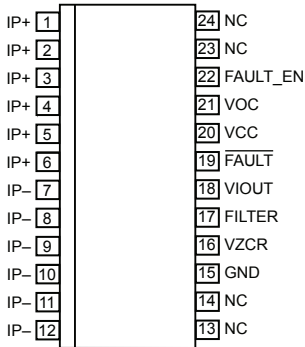 IP+ 1 24 NC
IP+ 2 23 NC
IP+ 3 22 FAULT_EN
IP+ 4 21 VOC
IP+ 5 20 VCC
IP+ 6 19 FAULT
IP– 7 18 VIOUT
IP– 8 17 FILTER
IP– 9 16 VZCR
IP– 10 15 GND
IP– 11 14 NC
IP– 12 13 NC